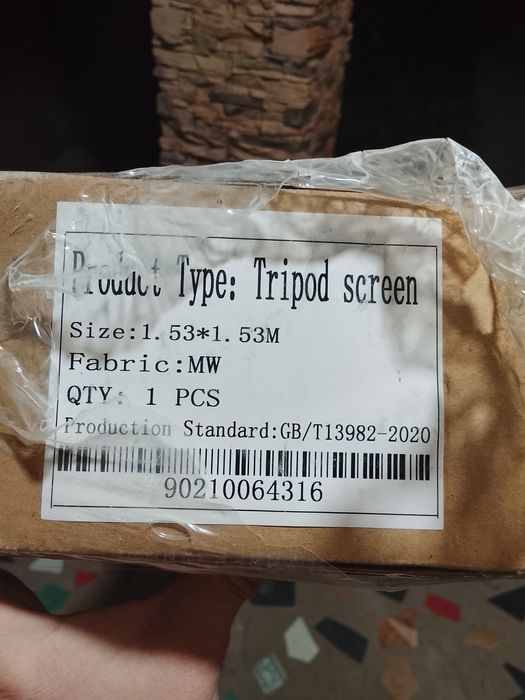 Product Type: Tripod screen
Size:1.53*1.53M
Fabric:MW
QTY: 1 PCS
Production Standard:GB/T13982-2020
90210064316